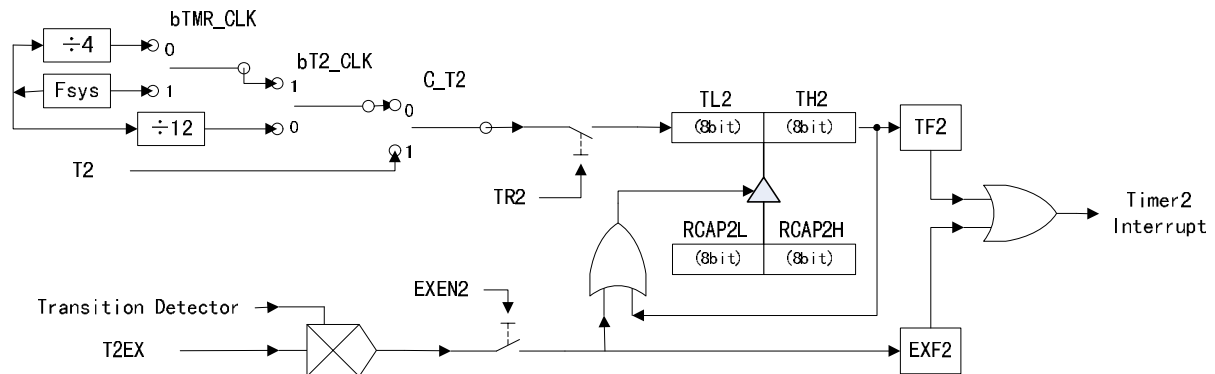 bTMR_CLK
÷4
0
bT2_CLK
C_T2
Fsys
1
1
0
TL2
TH2
÷12
0
(8bit)
(8bit)
TF2
1
T2
TR2
Timer2
Interrupt
RCAP2L
RCAP2H
(8bit)
(8bit)
EXEN2
Transition Detector
T2EX
EXF2